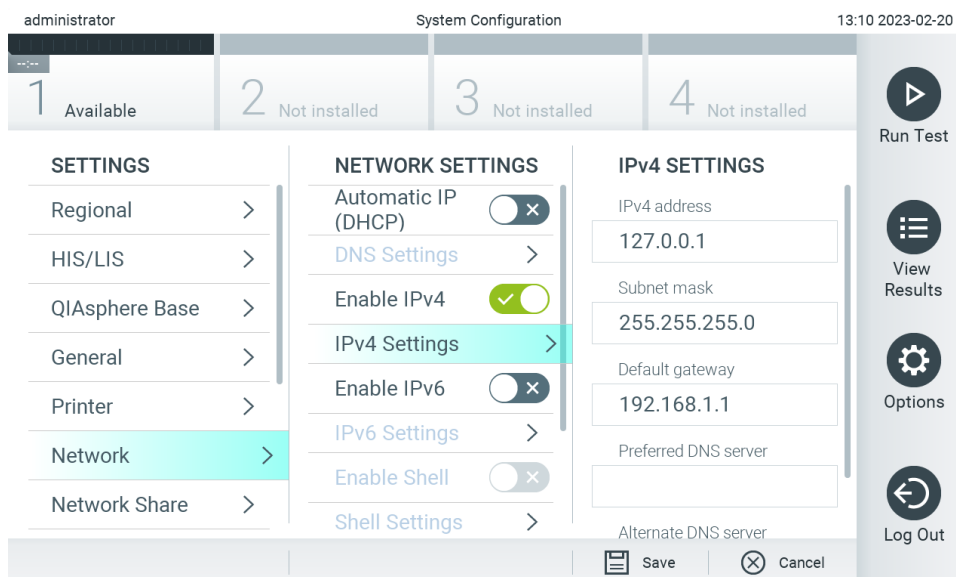 administrator
System Configuration
13:10 2023-02-20
--:--
1 Available
2 Not installed
3 Not installed
4 Not installed
Run Test
View
Results
Options
Log Out
SETTINGS
Regional
HIS/LIS
QIAsphere Base
General
Printer
Network
Network Share
NETWORK SETTINGS
Automatic IP
(DHCP)
DNS Settings
Enable IPv4
IPv4 Settings
Enable IPv6
IPv6 Settings
Enable Shell
Shell Settings
IPv4 SETTINGS
IPv4 address
127.0.0.1
Subnet mask
255.255.255.0
Default gateway
192.168.1.1
Preferred DNS server
Alternate DNS server
Save
Cancel